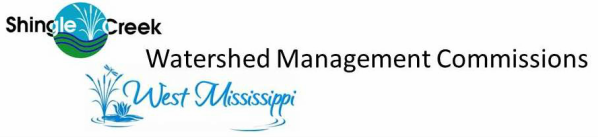 Shingle Creek
Watershed Management Commissions
West Mississippi